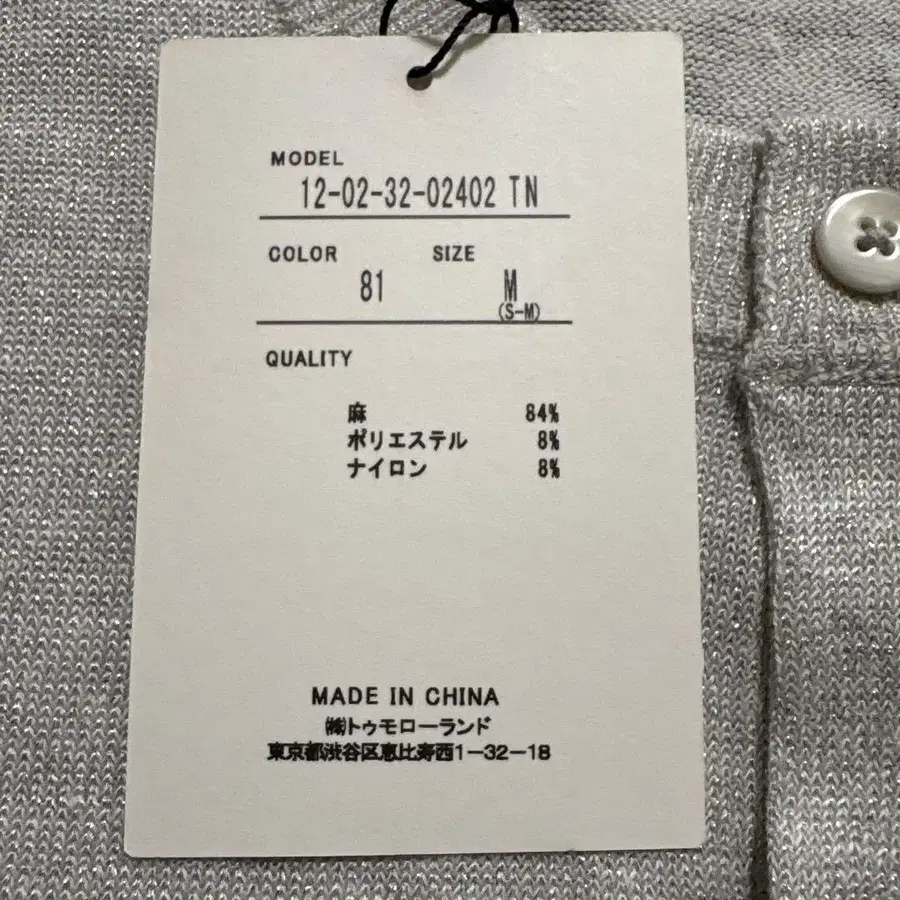 MODEL
12-02-32-02402 TN
COLOR SIZE
81 M
(S-M)
QUALITY
麻 84%
ポリエステル 8%
ナイロン 8%
MADE IN CHINA
㈱トゥモローランド
東京都渋谷区恵比寿西1-32-18